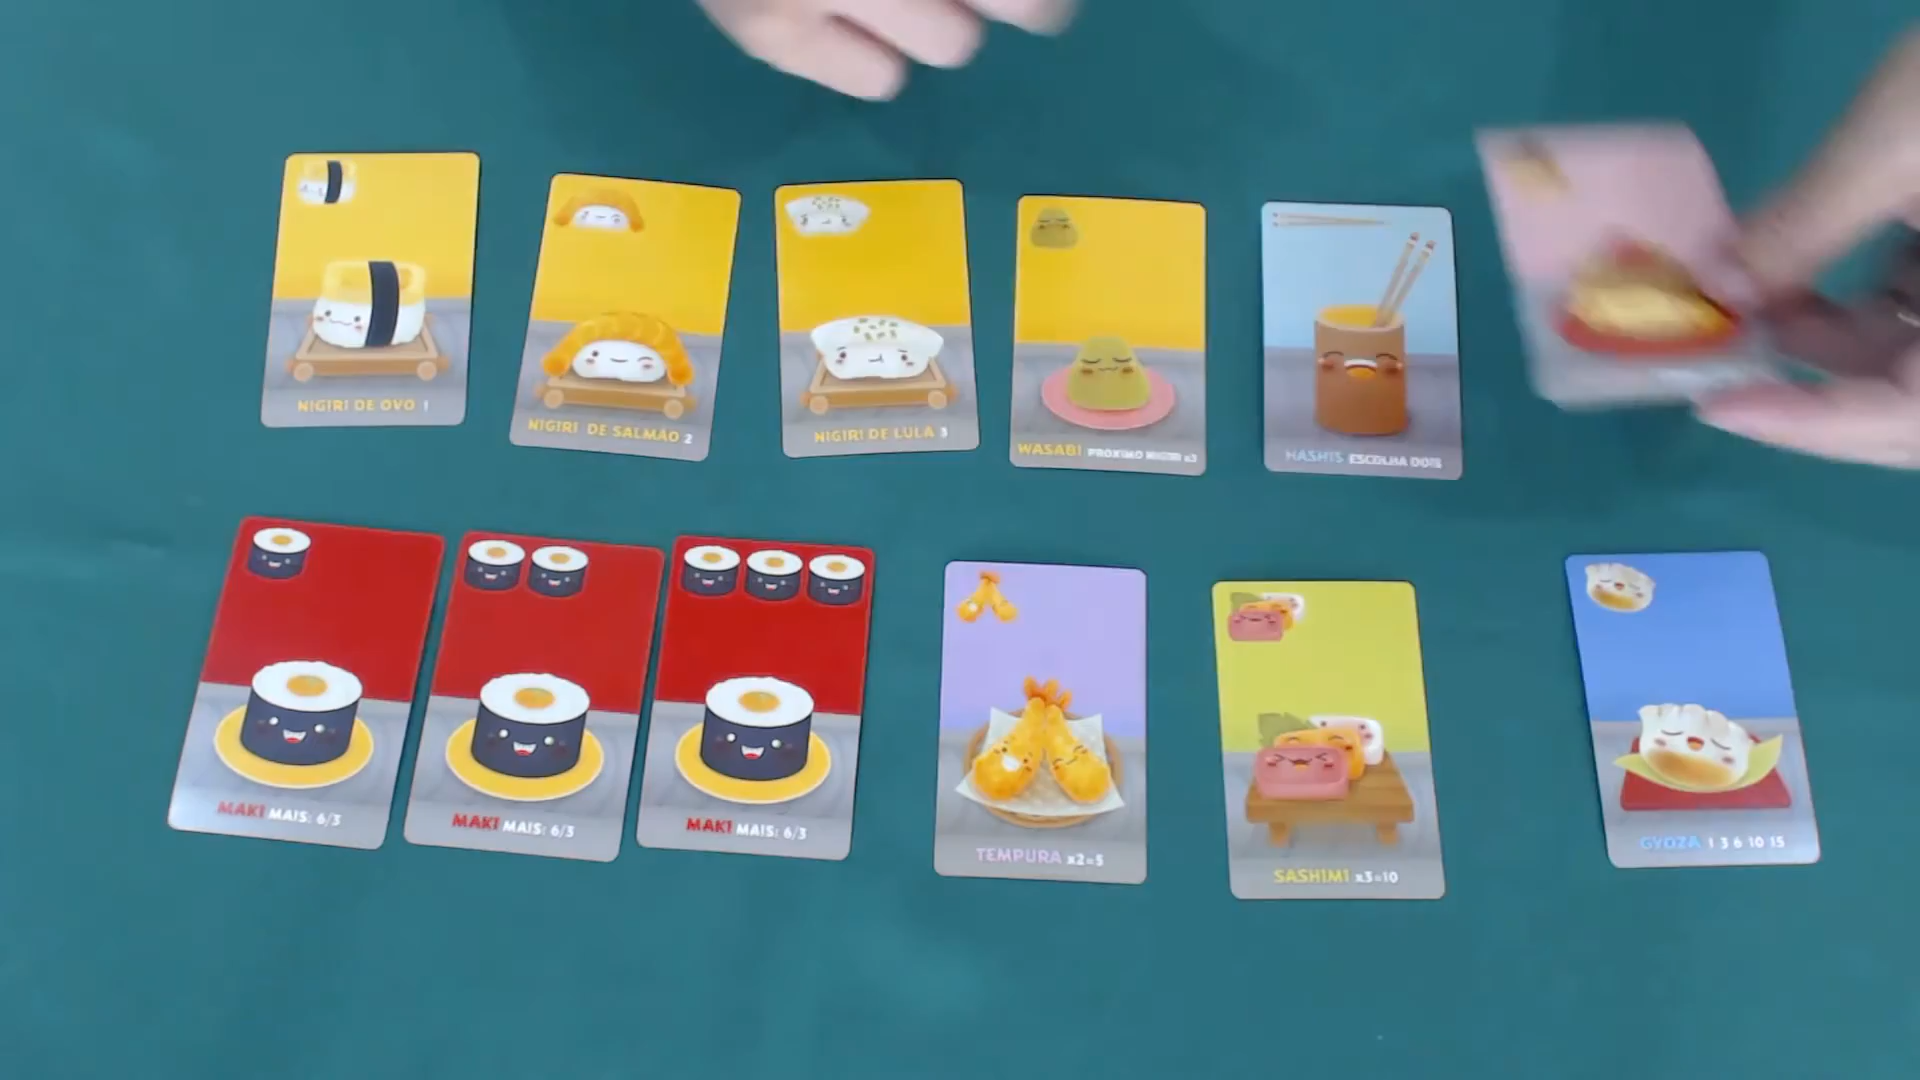 NIGIRI DE OVO 1
NIGIRI DE SALMÃO 2
NIGIRI DE LULA 3
WASABI PRÓXIMO NIGIRI x3
HASHIS ESCOLHA DOIS
MAKI MAIS: 6/3
MAKI MAIS: 6/3
MAKI MAIS: 6/3
TEMPURA x2=5
SASHIMI x3=10
GYOZA 1 3 6 10 15